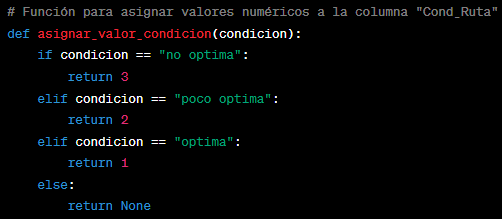 # Función para asignar valores numéricos a la columna "Cond_Ruta"
def asignar_valor_condicion(condicion):
    if condicion == "no optima":
        return 3
    elif condicion == "poco optima":
        return 2
    elif condicion == "optima":
        return 1
    else:
        return None